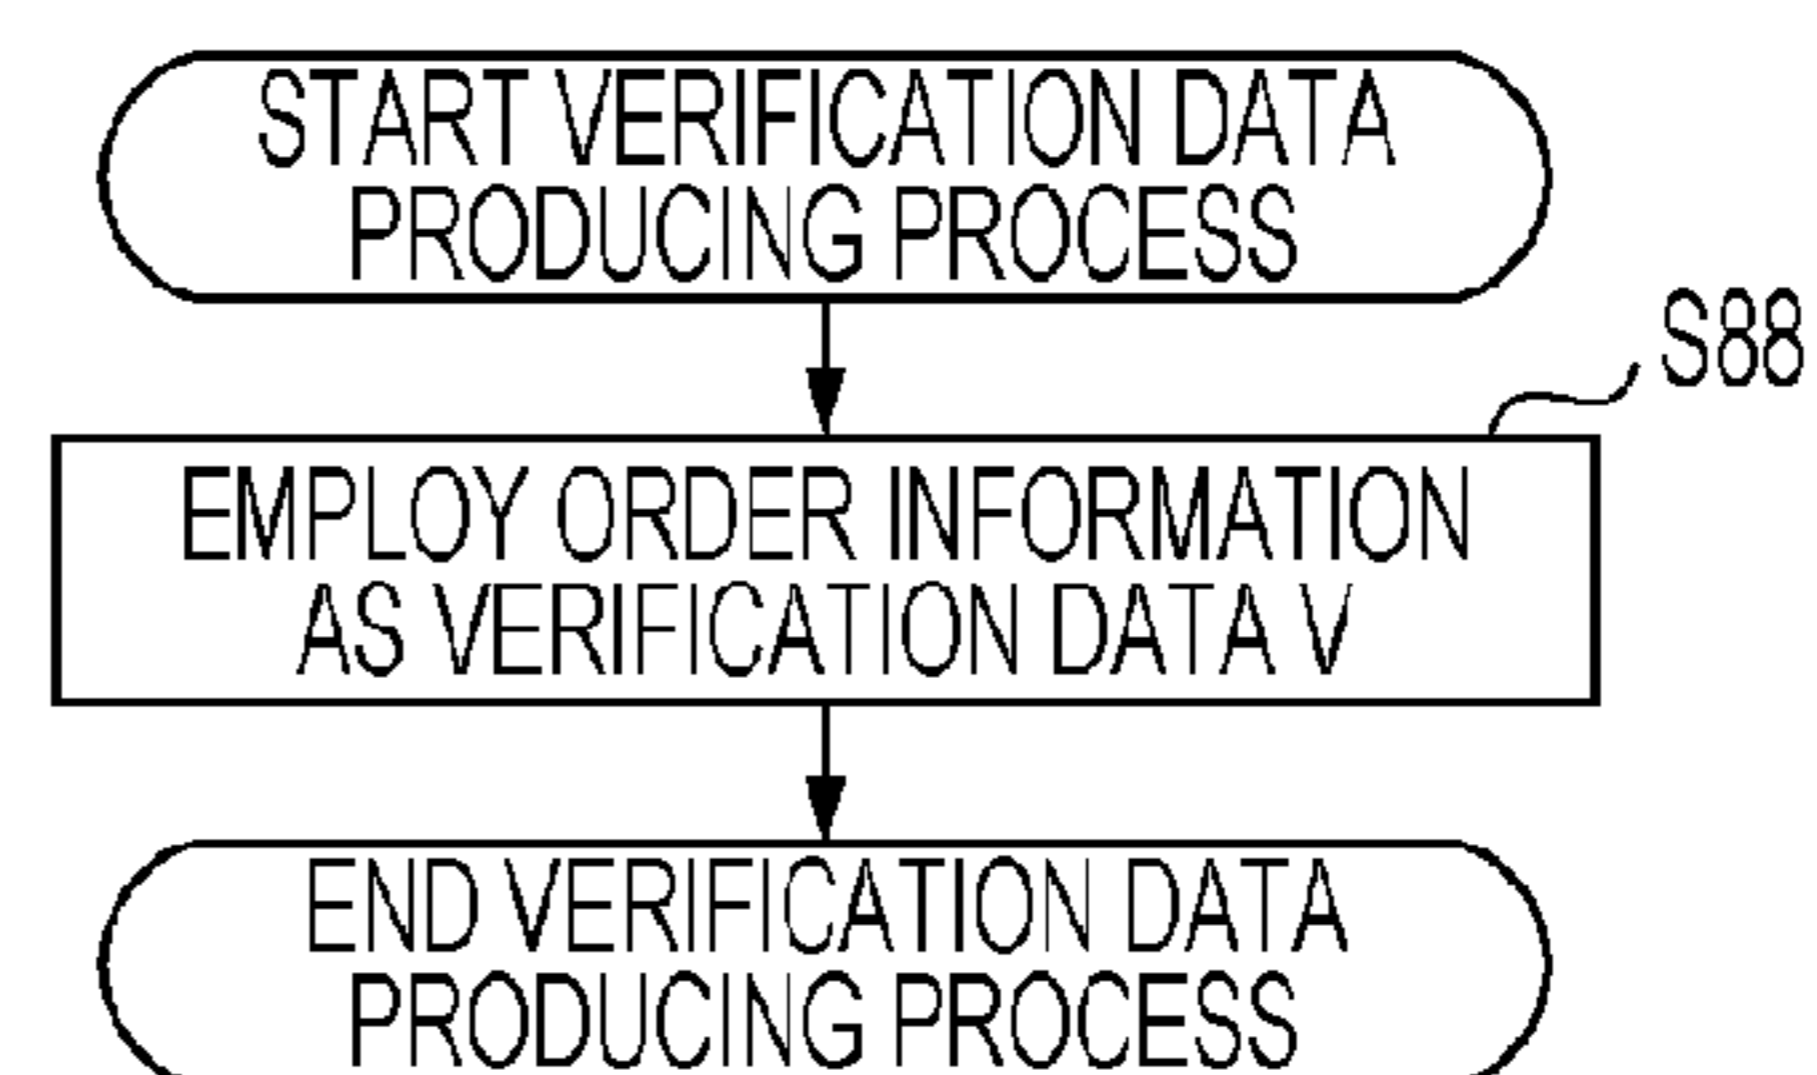 START VERIFICATION DATA
PRODUCING PROCESS
S88
EMPLOY ORDER INFORMATION
AS VERIFICATION DATA V
END VERIFICATION DATA
PRODUCING PROCESS